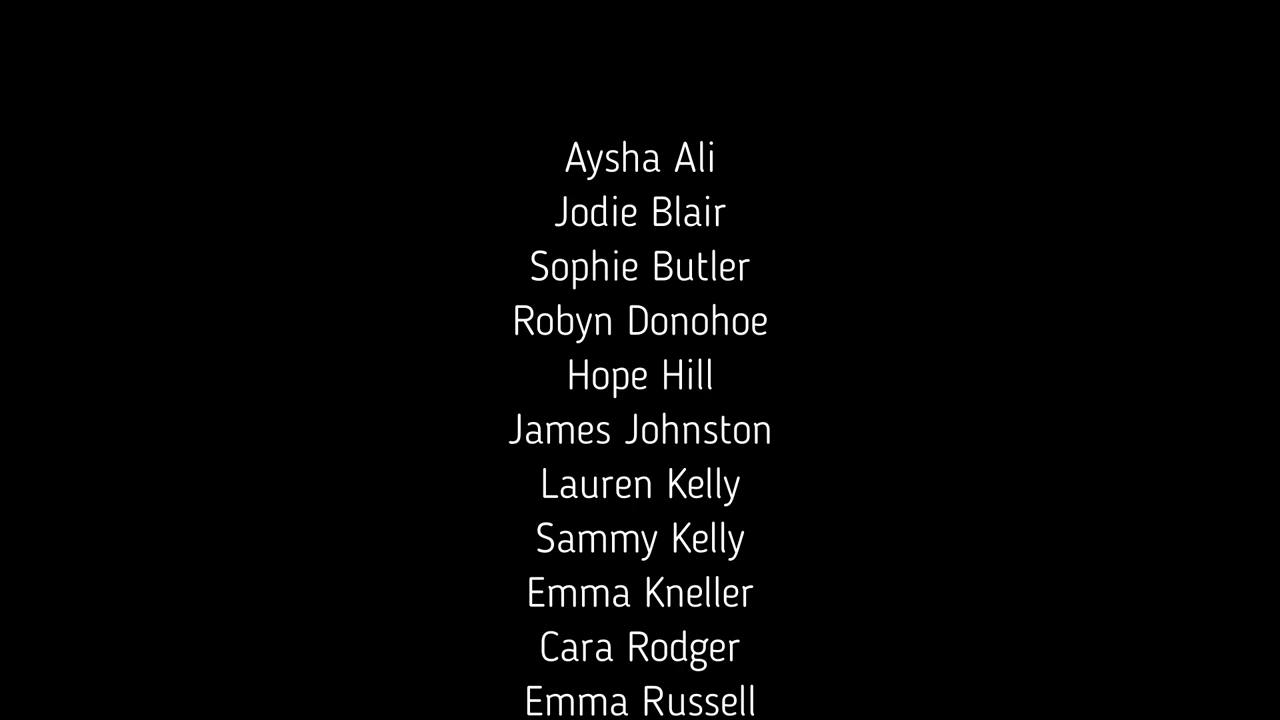 Aysha Ali
Jodie Blair
Sophie Butler
Robyn Donohoe
Hope Hill
James Johnston
Lauren Kelly
Sammy Kelly
Emma Kneller
Cara Rodger
Emma Russell